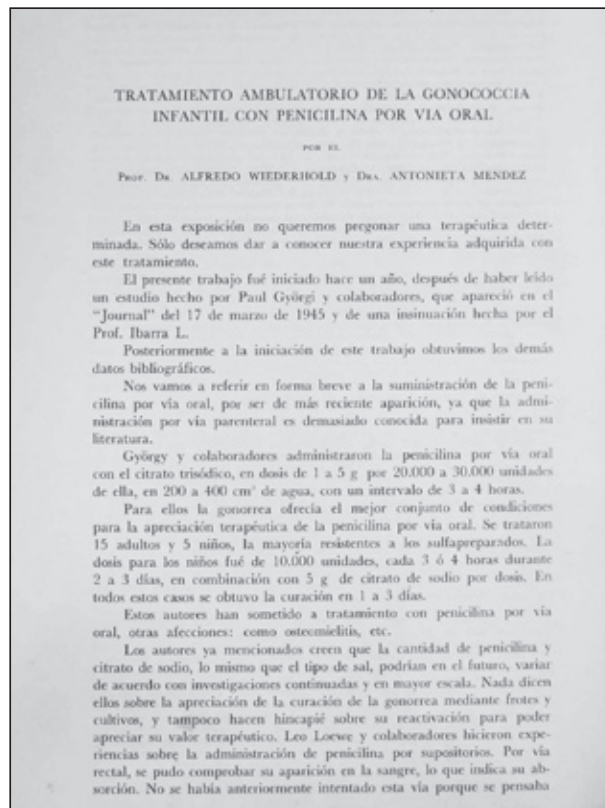 TRATAMIENTO AMBULATORIO DE LA GONOCOCCIA
INFANTIL CON PENICILINA POR VIA ORAL
POR EL
Prof. Dr. ALFREDO WIEDERHOLD y Dra. ANTONIETA MENDEZ
En esta exposición no queremos pregonar una terapéutica deter-
minada. Sólo deseamos dar a conocer nuestra experiencia adquirida con
este tratamiento.
El presente trabajo fué iniciado hace un año, después de haber leído
un estudio hecho por Paul Györgi y colaboradores, que apareció en el
"Journal" del 17 de marzo de 1945 y de una insinuación hecha por el
Prof. Ibarra L.
Posteriormente a la iniciación de este trabajo obtuvimos los demás
datos bibliográficos.
Nos vamos a referir en forma breve a la suministración de la peni-
cilina por vía oral, por ser de más reciente aparición, ya que la admi-
nistración por vía parenteral es demasiado conocida para insistir en su
literatura.
György y colaboradores administraron la penicilina por vía oral
con el citrato trisódico, en dosis de 1 a 5 g por 20.000 a 30.000 unidades
de ella, en 200 a 400 cm³ de agua, con un intervalo de 3 a 4 horas.
Para ellos la gonorrea ofrecía el mejor conjunto de condiciones
para la apreciación terapéutica de la penicilina por vía oral. Se trataron
15 adultos y 5 niños, la mayoría resistentes a los sulfapreparados. La
dosis para los niños fué de 10.000 unidades, cada 3 ó 4 horas durante
2 a 3 días, en combinación con 5 g de citrato de sodio por dosis. En
todos estos casos se obtuvo la curación en 1 a 3 días.
Estos autores han sometido a tratamiento con penicilina por vía
oral, otras afecciones: como osteomielitis, etc.
Los autores ya mencionados creen que la cantidad de penicilina y
citrato de sodio, lo mismo que el tipo de sal, podrían en el futuro, variar
de acuerdo con investigaciones continuadas y en mayor escala. Nada dicen
ellos sobre la apreciación de la curación de la gonorrea mediante frotes y
cultivos, y tampoco hacen hincapié sobre su reactivación para poder
apreciar su valor terapéutico. Leo Loewe y colaboradores hicieron expe-
riencias sobre la administración de penicilina por supositorios. Por vía
rectal, se pudo comprobar su aparición en la sangre, lo que indica su ab-
sorción. No se había anteriormente intentado esta vía porque se pensaba